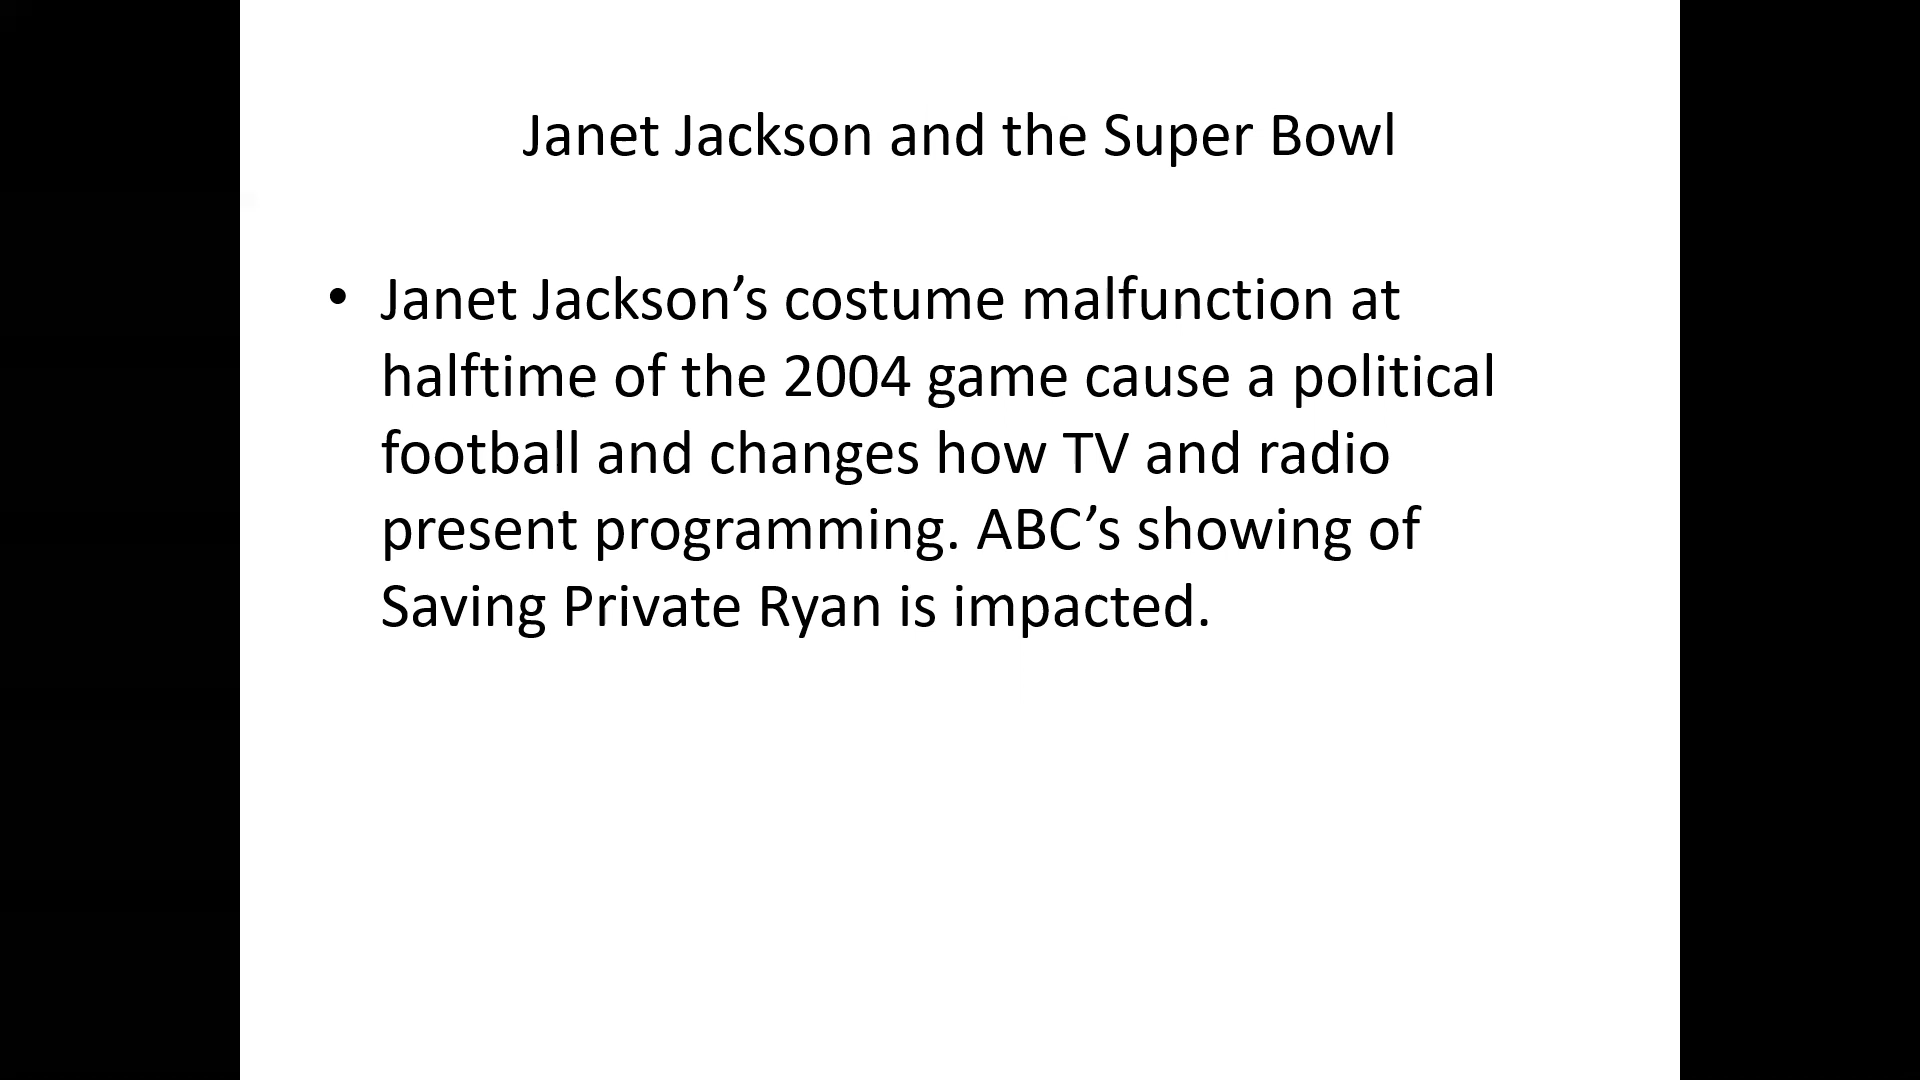 Janet Jackson and the Super Bowl
• Janet Jackson’s costume malfunction at
halftime of the 2004 game cause a political
football and changes how TV and radio
present programming. ABC’s showing of
Saving Private Ryan is impacted.